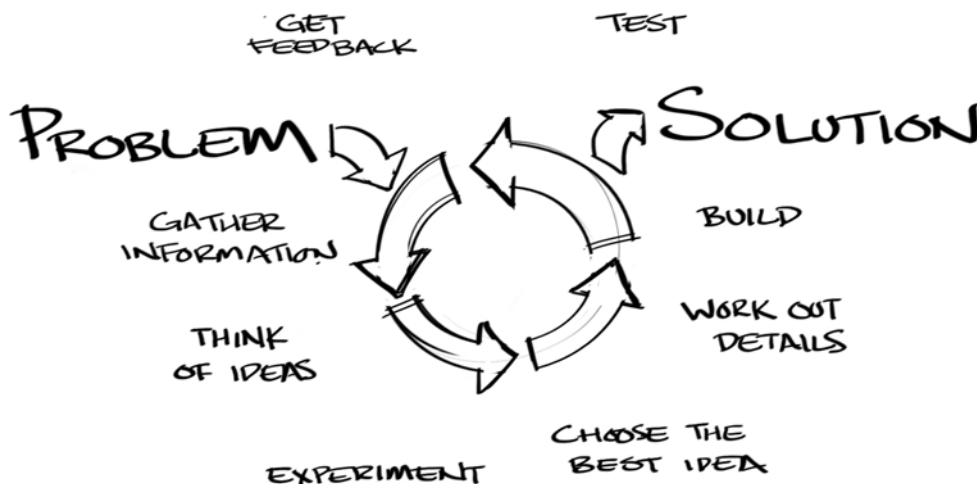 GET
FEEDBACK
TEST
PROBLEM
SOLUTION
GATHER
INFORMATION
BUILD
THINK
OF IDEAS
WORK OUT
DETAILS
EXPERIMENT
CHOOSE THE
BEST IDEA